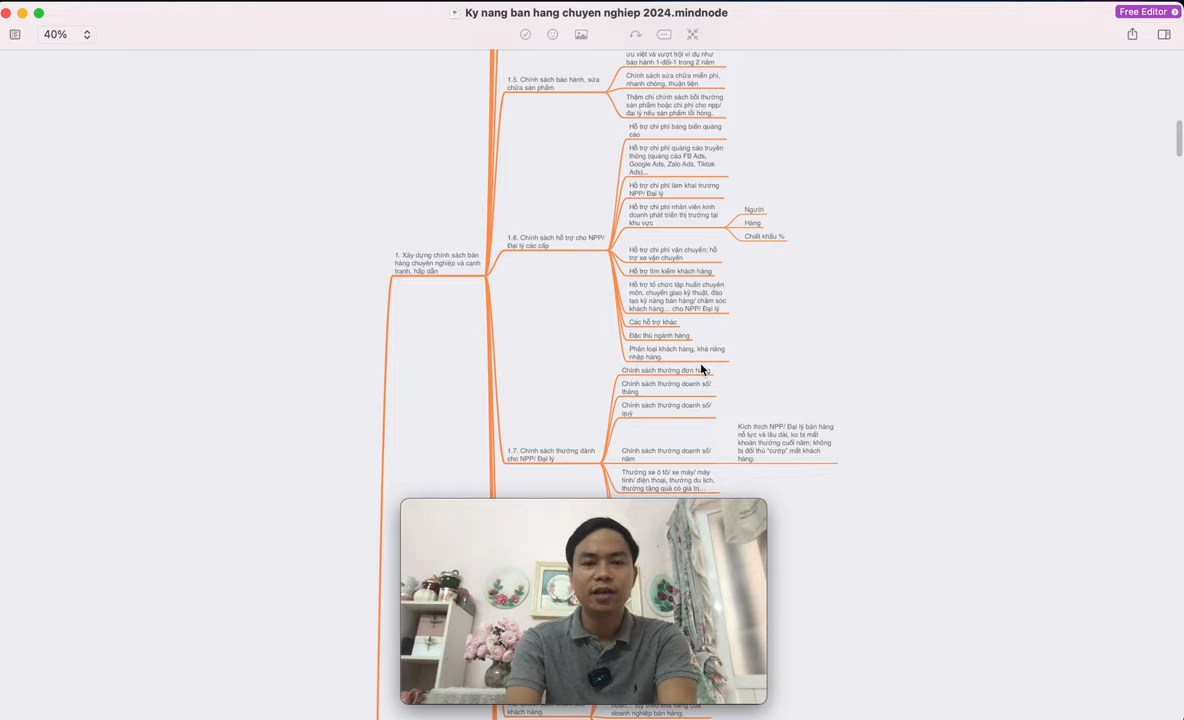 Ky nang ban hang chuyen nghiep 2024.mindnode
Free Editor
40%
ưu việt và vượt trội ví dụ như
bảo hành 1-đổi-1 trong 2 năm
1.5. Chính sách bảo hành, sửa
chữa sản phẩm
Chính sách sửa chữa miễn phí,
nhanh chóng, thuận tiện
Thậm chí chính sách bồi thường
sản phẩm hoặc chi phí cho npp/
đại lý nếu sản phẩm lỗi hỏng.
Hỗ trợ chi phí bảng biển quảng
cáo
Hỗ trợ chi phí quảng cáo truyền
thông (quảng cáo FB Ads,
Google Ads, Zalo Ads, Tiktok
Ads)...
Hỗ trợ chi phí làm khai trương
NPP/ Đại lý
Hỗ trợ chi phí nhân viên kinh
doanh phát triển thị trường tại
khu vực
Người
Hàng
Chiết khấu %
1.6. Chính sách hỗ trợ cho NPP/
Đại lý các cấp
1. Xây dựng chính sách bán
hàng chuyên nghiệp và cạnh
tranh, hấp dẫn
Hỗ trợ chi phí vận chuyển; hỗ
trợ xe vận chuyển
Hỗ trợ tìm kiếm khách hàng
Hỗ trợ tổ chức tập huấn chuyên
môn, chuyển giao kỹ thuật, đào
tạo kỹ năng bán hàng/ chăm sóc
khách hàng... cho NPP/ Đại lý
Các hỗ trợ khác
Đặc thù ngành hàng
Phân loại khách hàng, khả năng
nhập hàng.
Chính sách thưởng đơn hàng
Chính sách thưởng doanh số/
tháng
Chính sách thưởng doanh số/
quý
1.7. Chính sách thưởng dành
cho NPP/ Đại lý
Chính sách thưởng doanh số/
năm
Kích thích NPP/ Đại lý bán hàng
nỗ lực và lâu dài, ko bị mất
khoản thưởng cuối năm; không
bị đối thủ "cướp" mất khách
hàng.
Thưởng xe ô tô/ xe máy/ máy
tính/ điện thoại, thưởng du lịch,
thưởng tặng quà có giá trị...
khách hàng.
doanh nghiệp bán hàng.